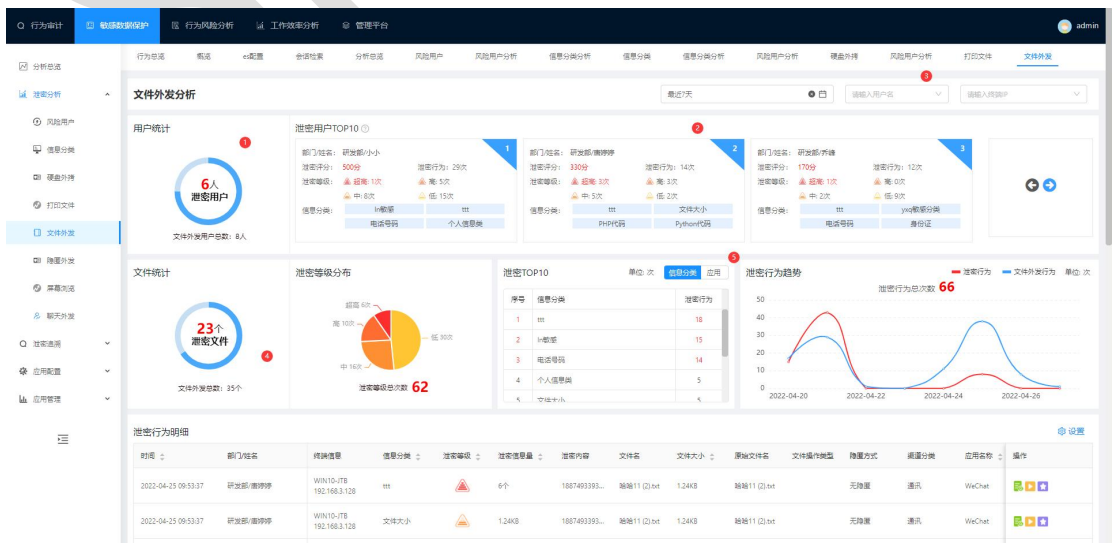 行为审计 敏感数据保护 行为风险分析 工作效率分析 管理平台 admin
行为总览 概览 es配置 会话检索 分析总览 风险用户 风险用户分析 信息分类分析 信息分类 信息分类分析 风险用户分析 硬盘外拷 风险用户分析 打印文件 文件外发
分析总览
泄密分析
风险用户
信息分类
硬盘外拷
打印文件
文件外发
隐匿外发
屏幕浏览
聊天外发
泄密追溯
应用配置
应用管理
文件外发分析 最近7天 请输入用户名 3 请输入终端IP
用户统计 1
6人
泄密用户
文件外发用户总数: 8人
泄密用户TOP10 2
部门/姓名: 研发部/小小 1
泄密评分: 500分 泄密行为: 29次
泄密等级: 超高: 1次 高: 5次
中: 8次 低: 15次
信息分类: ln敏感 ttt
电话号码 个人信息类
部门/姓名: 研发部/唐婷婷 2
泄密评分: 330分 泄密行为: 14次
泄密等级: 超高: 3次 高: 3次
中: 5次 低: 2次
信息分类: ttt 文件大小
PHP代码 Python代码
部门/姓名: 研发部/乔峰 3
泄密评分: 170分 泄密行为: 12次
泄密等级: 超高: 1次 高: 0次
中: 2次 低: 9次
信息分类: ttt yxq敏感分类
电话号码 身份证
文件统计
23个
泄密文件
4
文件外发总数: 35个
泄密等级分布
超高 6次
高 10次
低 30次
中 16次
泄密等级总次数 62
泄密TOP10 单位: 次 信息分类 应用 5
序号 信息分类 泄密行为
1 ttt 18
2 ln敏感 15
3 电话号码 14
4 个人信息类 5
5 文件大小 5
泄密行为趋势 泄密行为 文件外发行为 单位: 次
泄密行为总次数 66
50
40
30
20
10
0
2022-04-20 2022-04-22 2022-04-24 2022-04-26
泄密行为明细 设置
时间 部门/姓名 终端信息 信息分类 泄密等级 泄密信息量 泄密内容 文件名 文件大小 原始文件名 文件操作类型 隐匿方式 渠道分类 应用名称 操作
2022-04-25 09:53:37 研发部/唐婷婷 WIN10-JTB ttt 6个 1887493393... 哈哈11 (2).txt 1.24KB 哈哈11 (2).txt 无隐匿 通讯 WeChat
192.168.3.128
2022-04-25 09:53:37 研发部/唐婷婷 WIN10-JTB 文件大小 1.24KB 1887493393... 哈哈11 (2).txt 1.24KB 哈哈11 (2).txt 无隐匿 通讯 WeChat
192.168.3.128